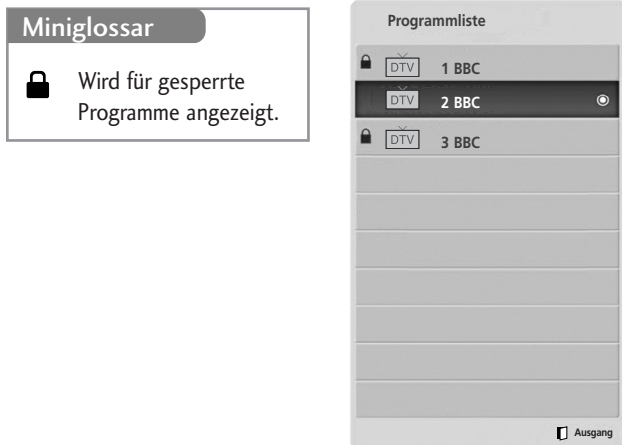 Miniglossar
Wird für gesperrte
Programme angezeigt.
Programmliste
DTV 1 BBC
DTV 2 BBC
DTV 3 BBC
Ausgang